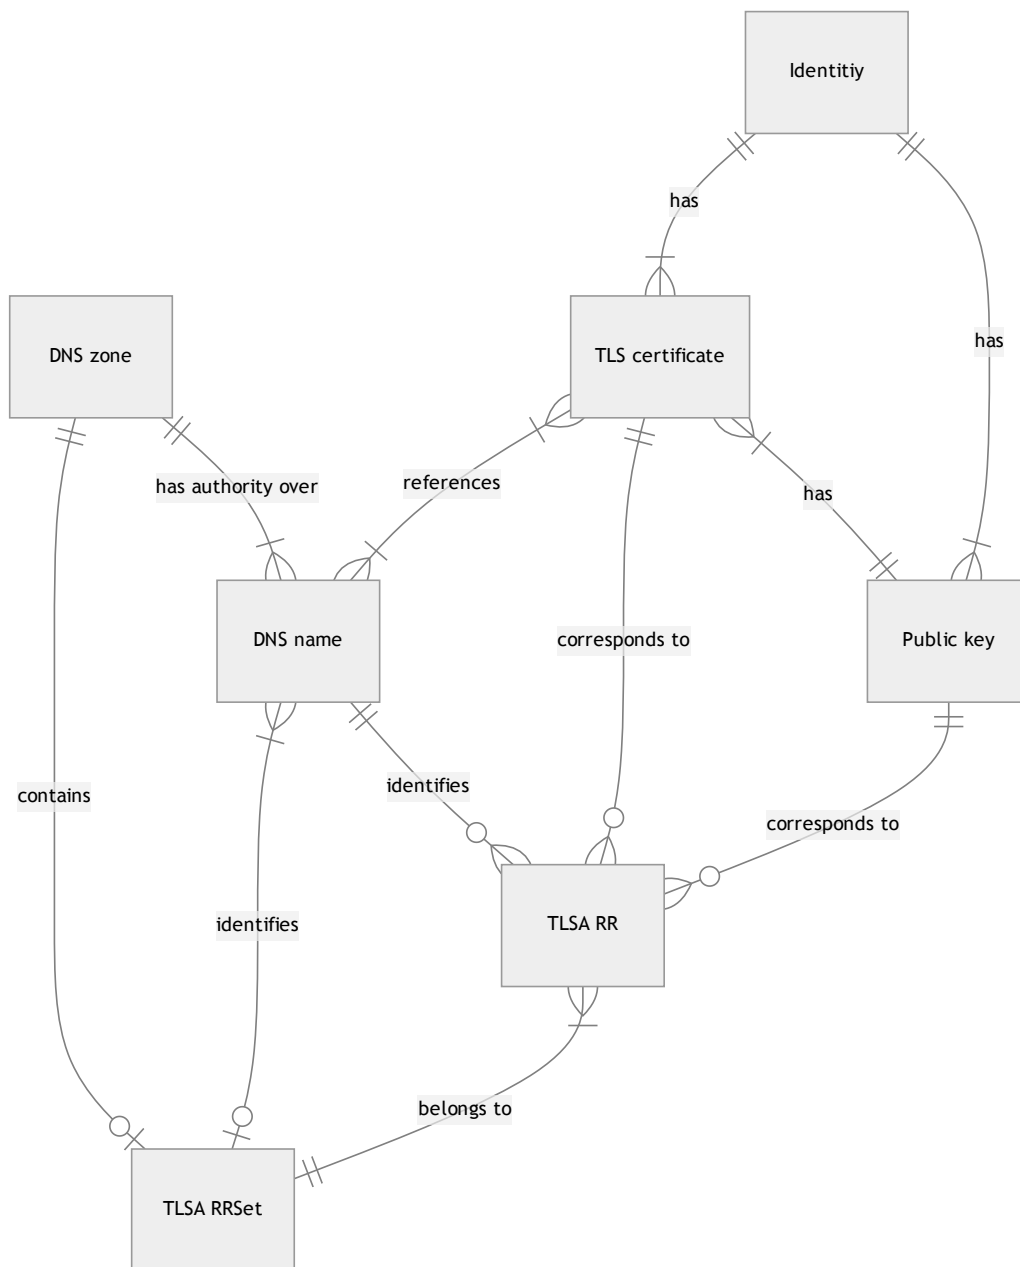 Identitiy
has
DNS zone
TLS certificate
has
references
has authority over
has
DNS name
corresponds to
Public key
identifies
contains
corresponds to
identifies
TLSA RR
belongs to
TLSA RRSet